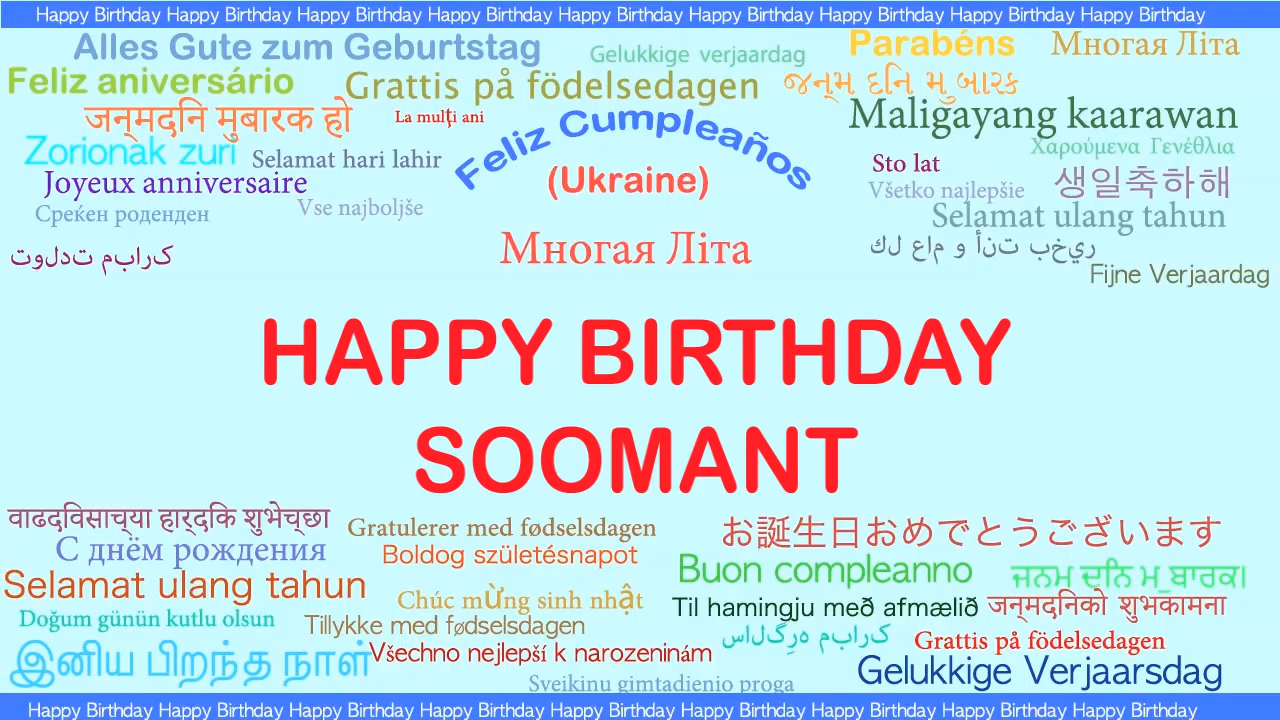 Happy Birthday Happy Birthday Happy Birthday Happy Birthday Happy Birthday Happy Birthday Happy Birthday Happy Birthday Happy Birthday
Alles Gute zum Geburtstag
Gelukkige verjaardag
Parabéns
Многая Літа
Feliz aniversário
Grattis på födelsedagen
જન્મ દિન મુબારક
जन्मदिन मुबारक हो
La mulţi ani
Feliz Cumpleaños
Maligayang kaarawan
Zorionak zuri
Selamat hari lahir
Χαρούμενα Γενέθλια
Sto lat
Joyeux anniversaire
(Ukraine)
Všetko najlepšie
생일축하해
Среќен роденден
Vse najboljše
Selamat ulang tahun
Многая Літа
تولدت مبارک
كل عام و أنت بخير
Fijne Verjaardag
HAPPY BIRTHDAY
SOOMANT
वाढदिवसाच्या हार्दिक शुभेच्छा
Gratulerer med fødselsdagen
お誕生日おめでとうございます
С днём рождения
Boldog születésnapot
Buon compleanno
ਜਨਮ ਦਿਨ ਮੁਬਾਰਕ।
Selamat ulang tahun
Chúc mừng sinh nhật
Til hamingju með afmælið
जन्मदिनको शुभकामना
Doğum günün kutlu olsun
Tillykke med fødselsdagen
سالگرہ مبارک
Grattis på födelsedagen
இனிய பிறந்த நாள்
Všechno nejlepší k narozeninám
Gelukkige Verjaarsdag
Sveikinu gimtadienio proga
Happy Birthday Happy Birthday Happy Birthday Happy Birthday Happy Birthday Happy Birthday Happy Birthday Happy Birthday Happy Birthday